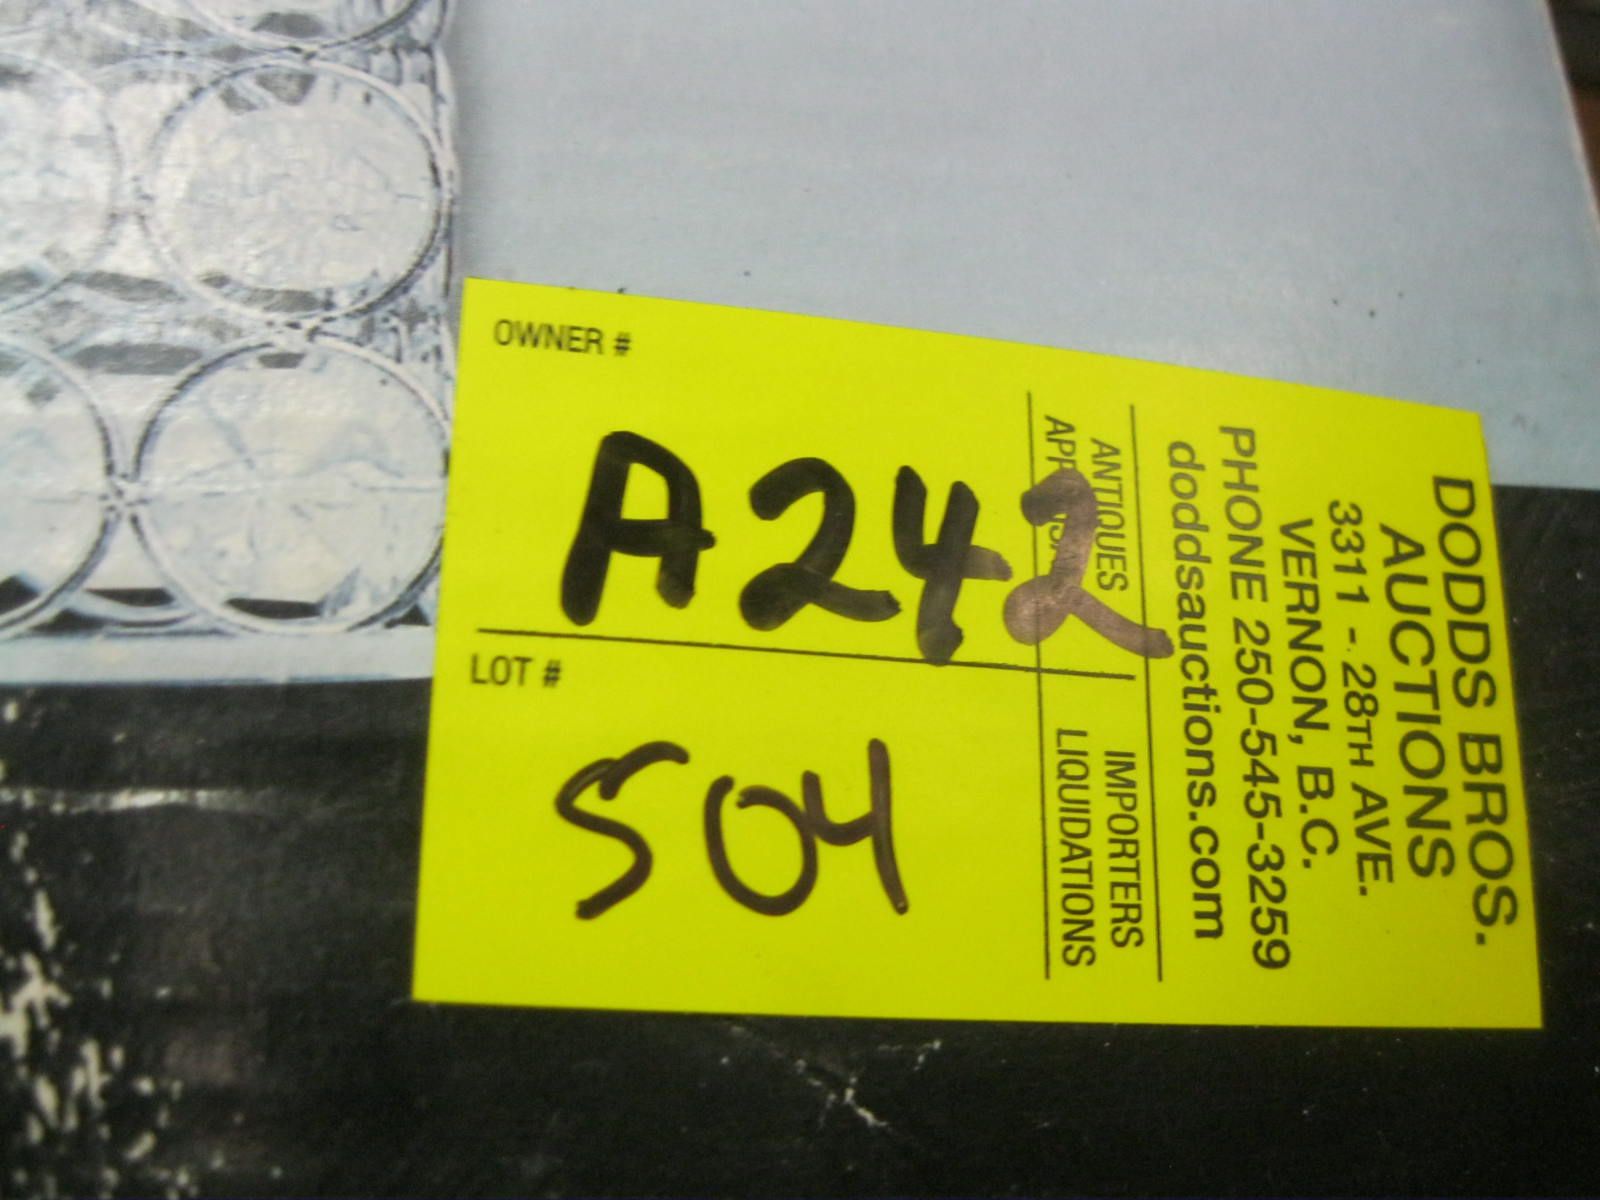 OWNER #
A242
LOT #
504
DODDS BROS.
AUCTIONS
3311 - 28TH AVE.
VERNON, B.C.
PHONE 250-545-3259
doddsauctions.com
ANTIQUES
IMPORTERS
LIQUIDATIONS